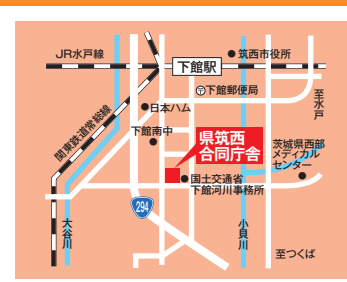 JR水戸線
下館駅
筑西市役所
〒下館郵便局
至水戸
日本ハム
関東鉄道常総線
下館南中
県筑西
合同庁舎
茨城県西部
メディカル
センター
国土交通省
下館河川事務所
294
大谷川
小貝川
至つくば